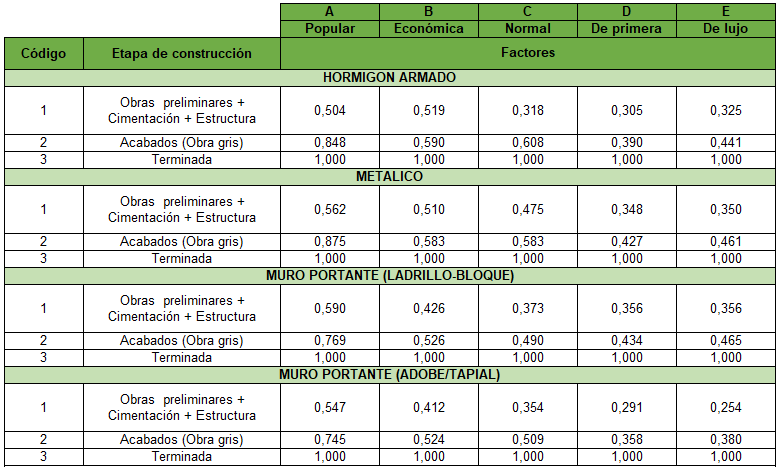 A B C D E
Popular Económica Normal De primera De lujo
Código Etapa de construcción Factores
HORMIGON ARMADO
1 Obras preliminares + Cimentación + Estructura 0,504 0,519 0,318 0,305 0,325
2 Acabados (Obra gris) 0,848 0,590 0,608 0,390 0,441
3 Terminada 1,000 1,000 1,000 1,000 1,000
METALICO
1 Obras preliminares + Cimentación + Estructura 0,562 0,510 0,475 0,348 0,350
2 Acabados (Obra gris) 0,875 0,583 0,583 0,427 0,461
3 Terminada 1,000 1,000 1,000 1,000 1,000
MURO PORTANTE (LADRILLO-BLOQUE)
1 Obras preliminares + Cimentación + Estructura 0,590 0,426 0,373 0,356 0,356
2 Acabados (Obra gris) 0,769 0,526 0,490 0,434 0,465
3 Terminada 1,000 1,000 1,000 1,000 1,000
MURO PORTANTE (ADOBE/TAPIAL)
1 Obras preliminares + Cimentación + Estructura 0,547 0,412 0,354 0,291 0,254
2 Acabados (Obra gris) 0,745 0,524 0,509 0,358 0,380
3 Terminada 1,000 1,000 1,000 1,000 1,000